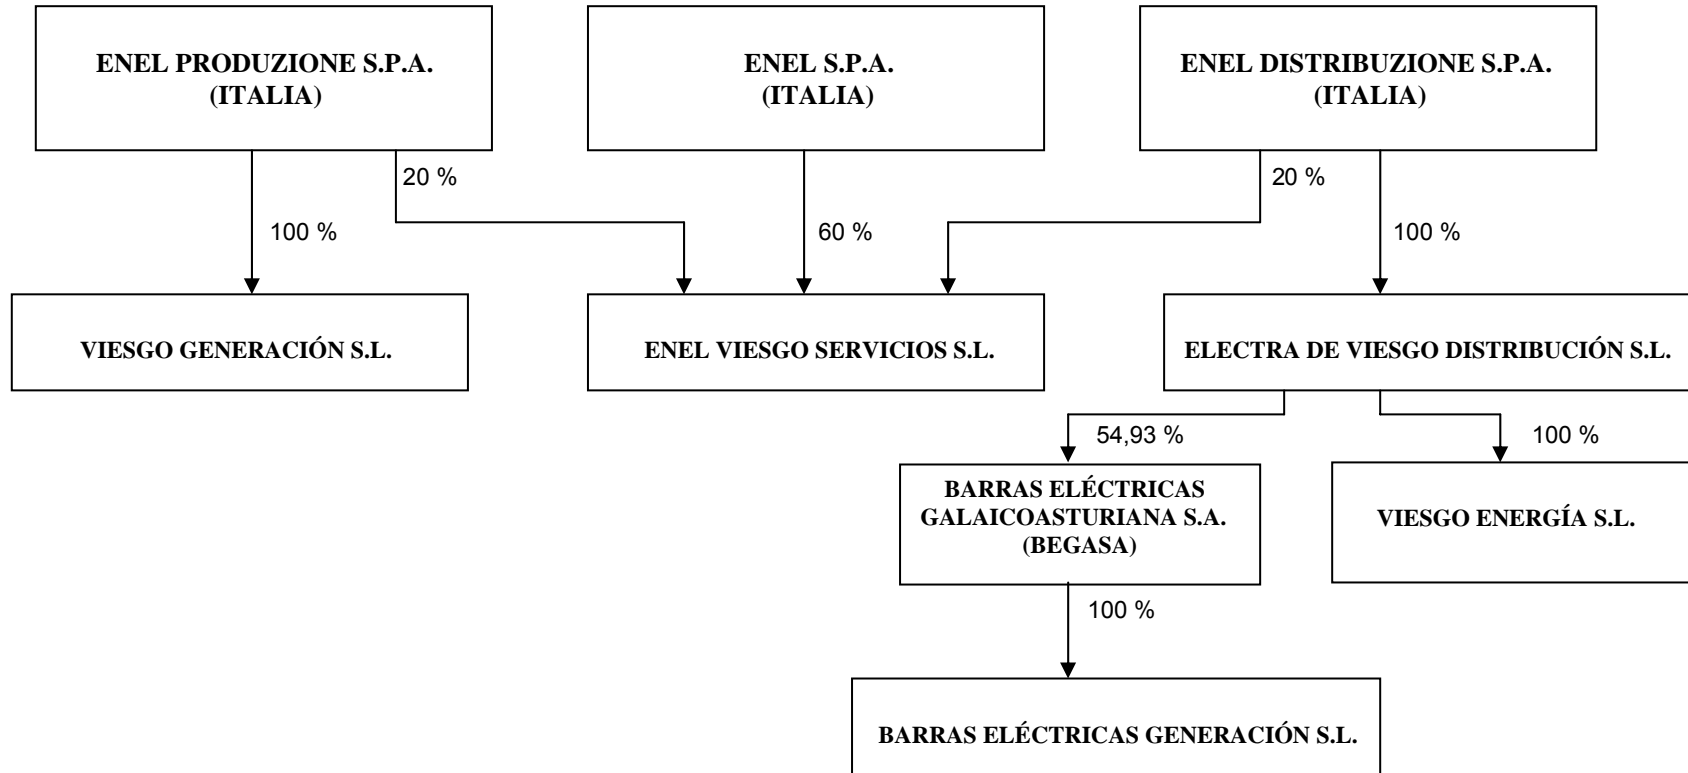 ENEL PRODUZIONE S.P.A.
(ITALIA)
ENEL S.P.A.
(ITALIA)
ENEL DISTRIBUZIONE S.P.A.
(ITALIA)
20 %
20 %
100 %
60 %
100 %
VIESGO GENERACIÓN S.L.
ENEL VIESGO SERVICIOS S.L.
ELECTRA DE VIESGO DISTRIBUCIÓN S.L.
54,93 %
100 %
BARRAS ELÉCTRICAS
GALAICOASTURIANA S.A.
(BEGASA)
VIESGO ENERGÍA S.L.
100 %
BARRAS ELÉCTRICAS GENERACIÓN S.L.